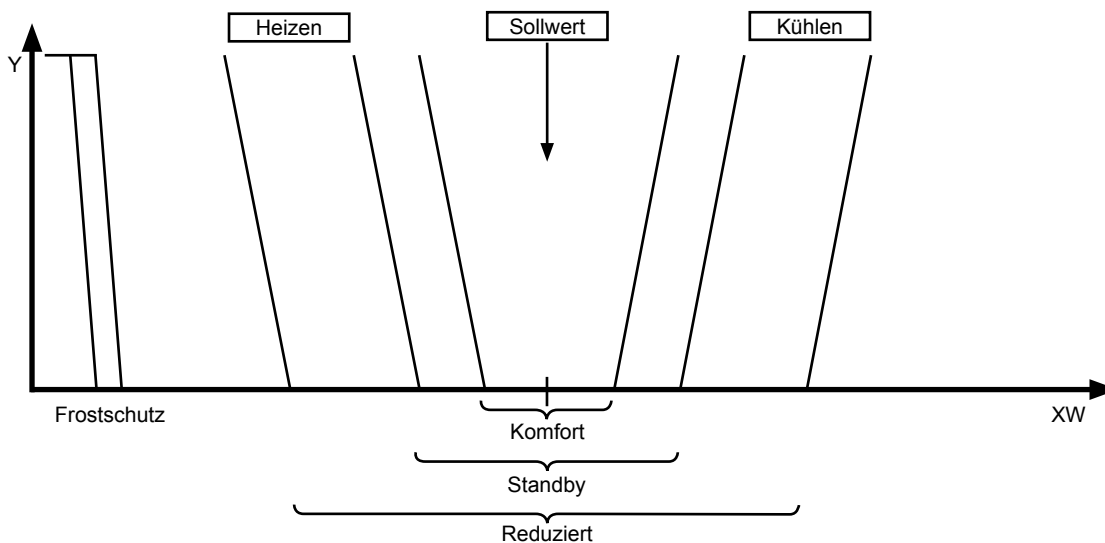 Heizen
Sollwert
Kühlen
Y
Frostschutz
XW
Komfort
Standby
Reduziert